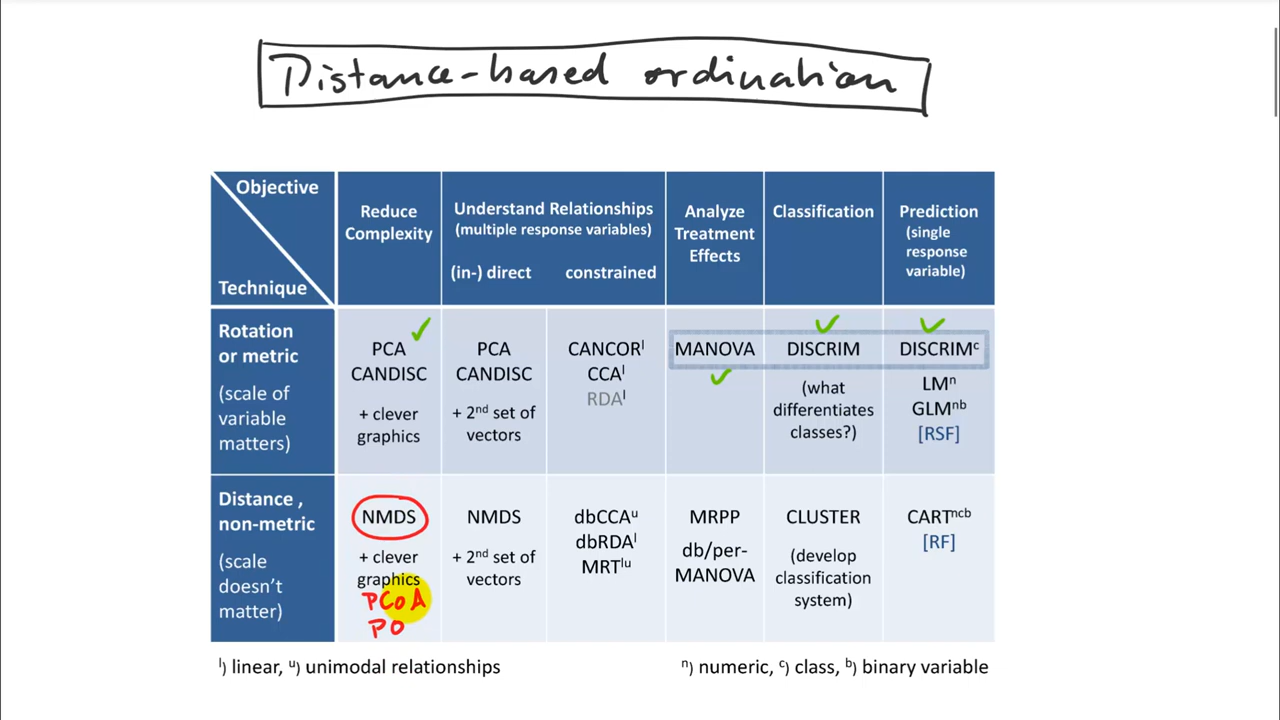 Distance-based ordination
Objective
Technique
Reduce
Complexity
Understand Relationships
(multiple response variables)
(in-) direct constrained
Analyze
Treatment
Effects
Classification
Prediction
(single
response
variable)
Rotation
or metric
(scale of
variable
matters)
PCA
CANDISC
+ clever
graphics
PCA
CANDISC
+ 2nd set of
vectors
CANCORl
CCAl
RDAl
MANOVA
DISCRIM
(what
differentiates
classes?)
DISCRIMc
LMn
GLMnb
[RSF]
Distance ,
non-metric
(scale
doesn't
matter)
NMDS
+ clever
graphics
PCoA
PO
NMDS
+ 2nd set of
vectors
dbCCAu
dbRDAl
MRTlu
MRPP
db/per-
MANOVA
CLUSTER
(develop
classification
system)
CARTncb
[RF]
l) linear, u) unimodal relationships
n) numeric, c) class, b) binary variable